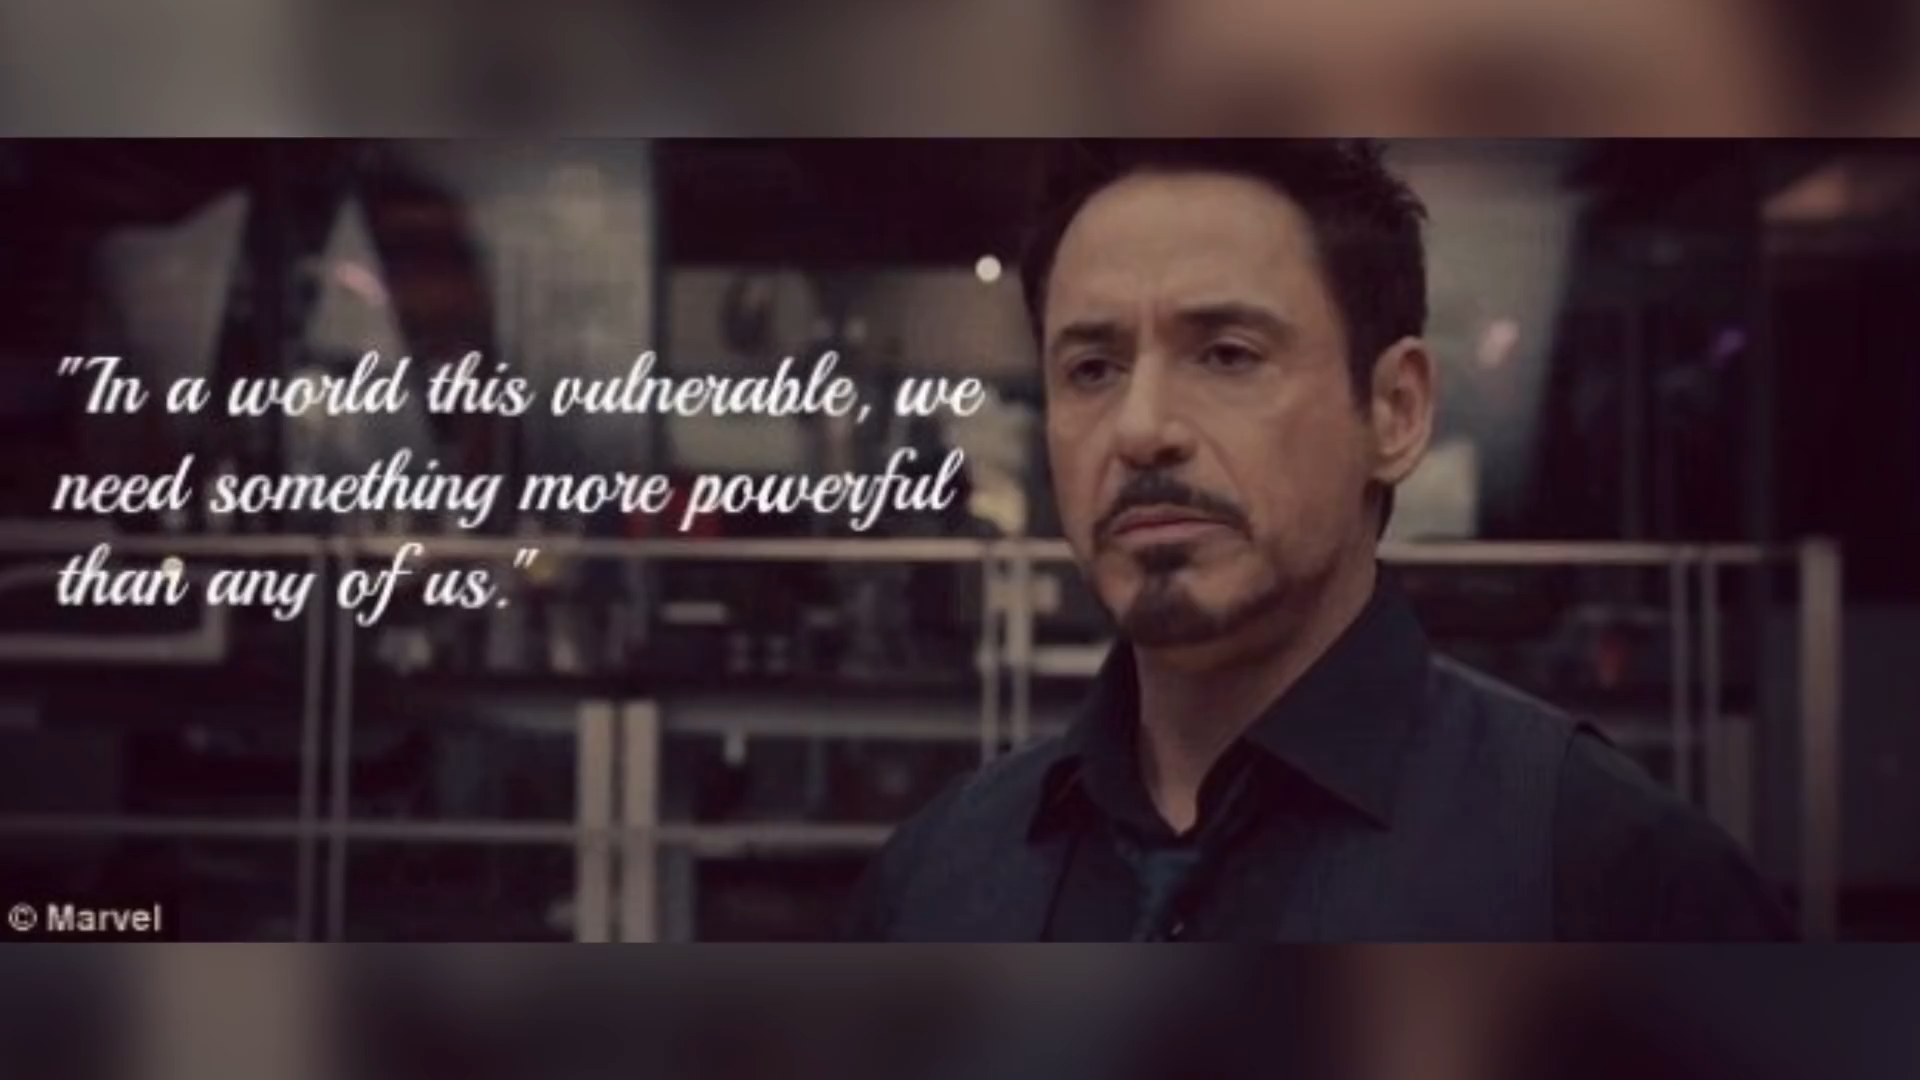 "In a world this vulnerable, we
need something more powerful
than any of us."
© Marvel